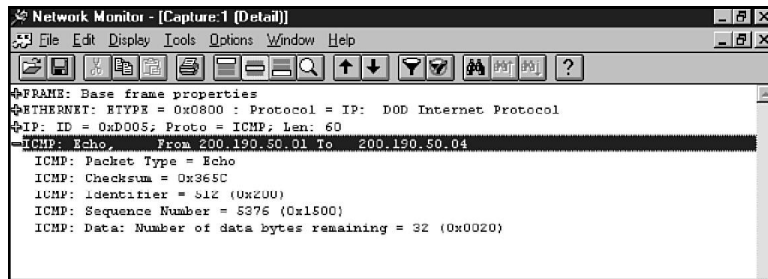 Network Monitor - [Capture:1 (Detail)]
File Edit Display Tools Options Window Help
FRAME: Base frame properties
ETHERNET: ETYPE = 0x0800 : Protocol = IP: DOD Internet Protocol
IP: ID = 0xD005; Proto = ICMP; Len: 60
ICMP: Echo, From 200.190.50.01 To 200.190.50.04
ICMP: Packet Type = Echo
ICMP: Checksum = 0x365C
ICMP: Identifier = 512 (0x200)
ICMP: Sequence Number = 5376 (0x1500)
ICMP: Data: Number of data bytes remaining = 32 (0x0020)